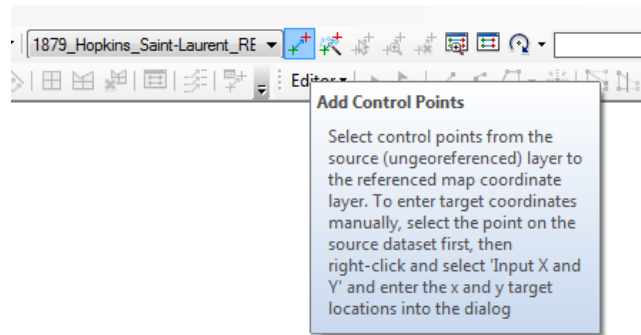 1879_Hopkins_Saint-Laurent_RE
Editor
Add Control Points
Select control points from the
source (ungeoreferenced) layer to
the referenced map coordinate
layer. To enter target coordinates
manually, select the point on the
source dataset first, then
right-click and select 'Input X and
Y' and enter the x and y target
locations into the dialog